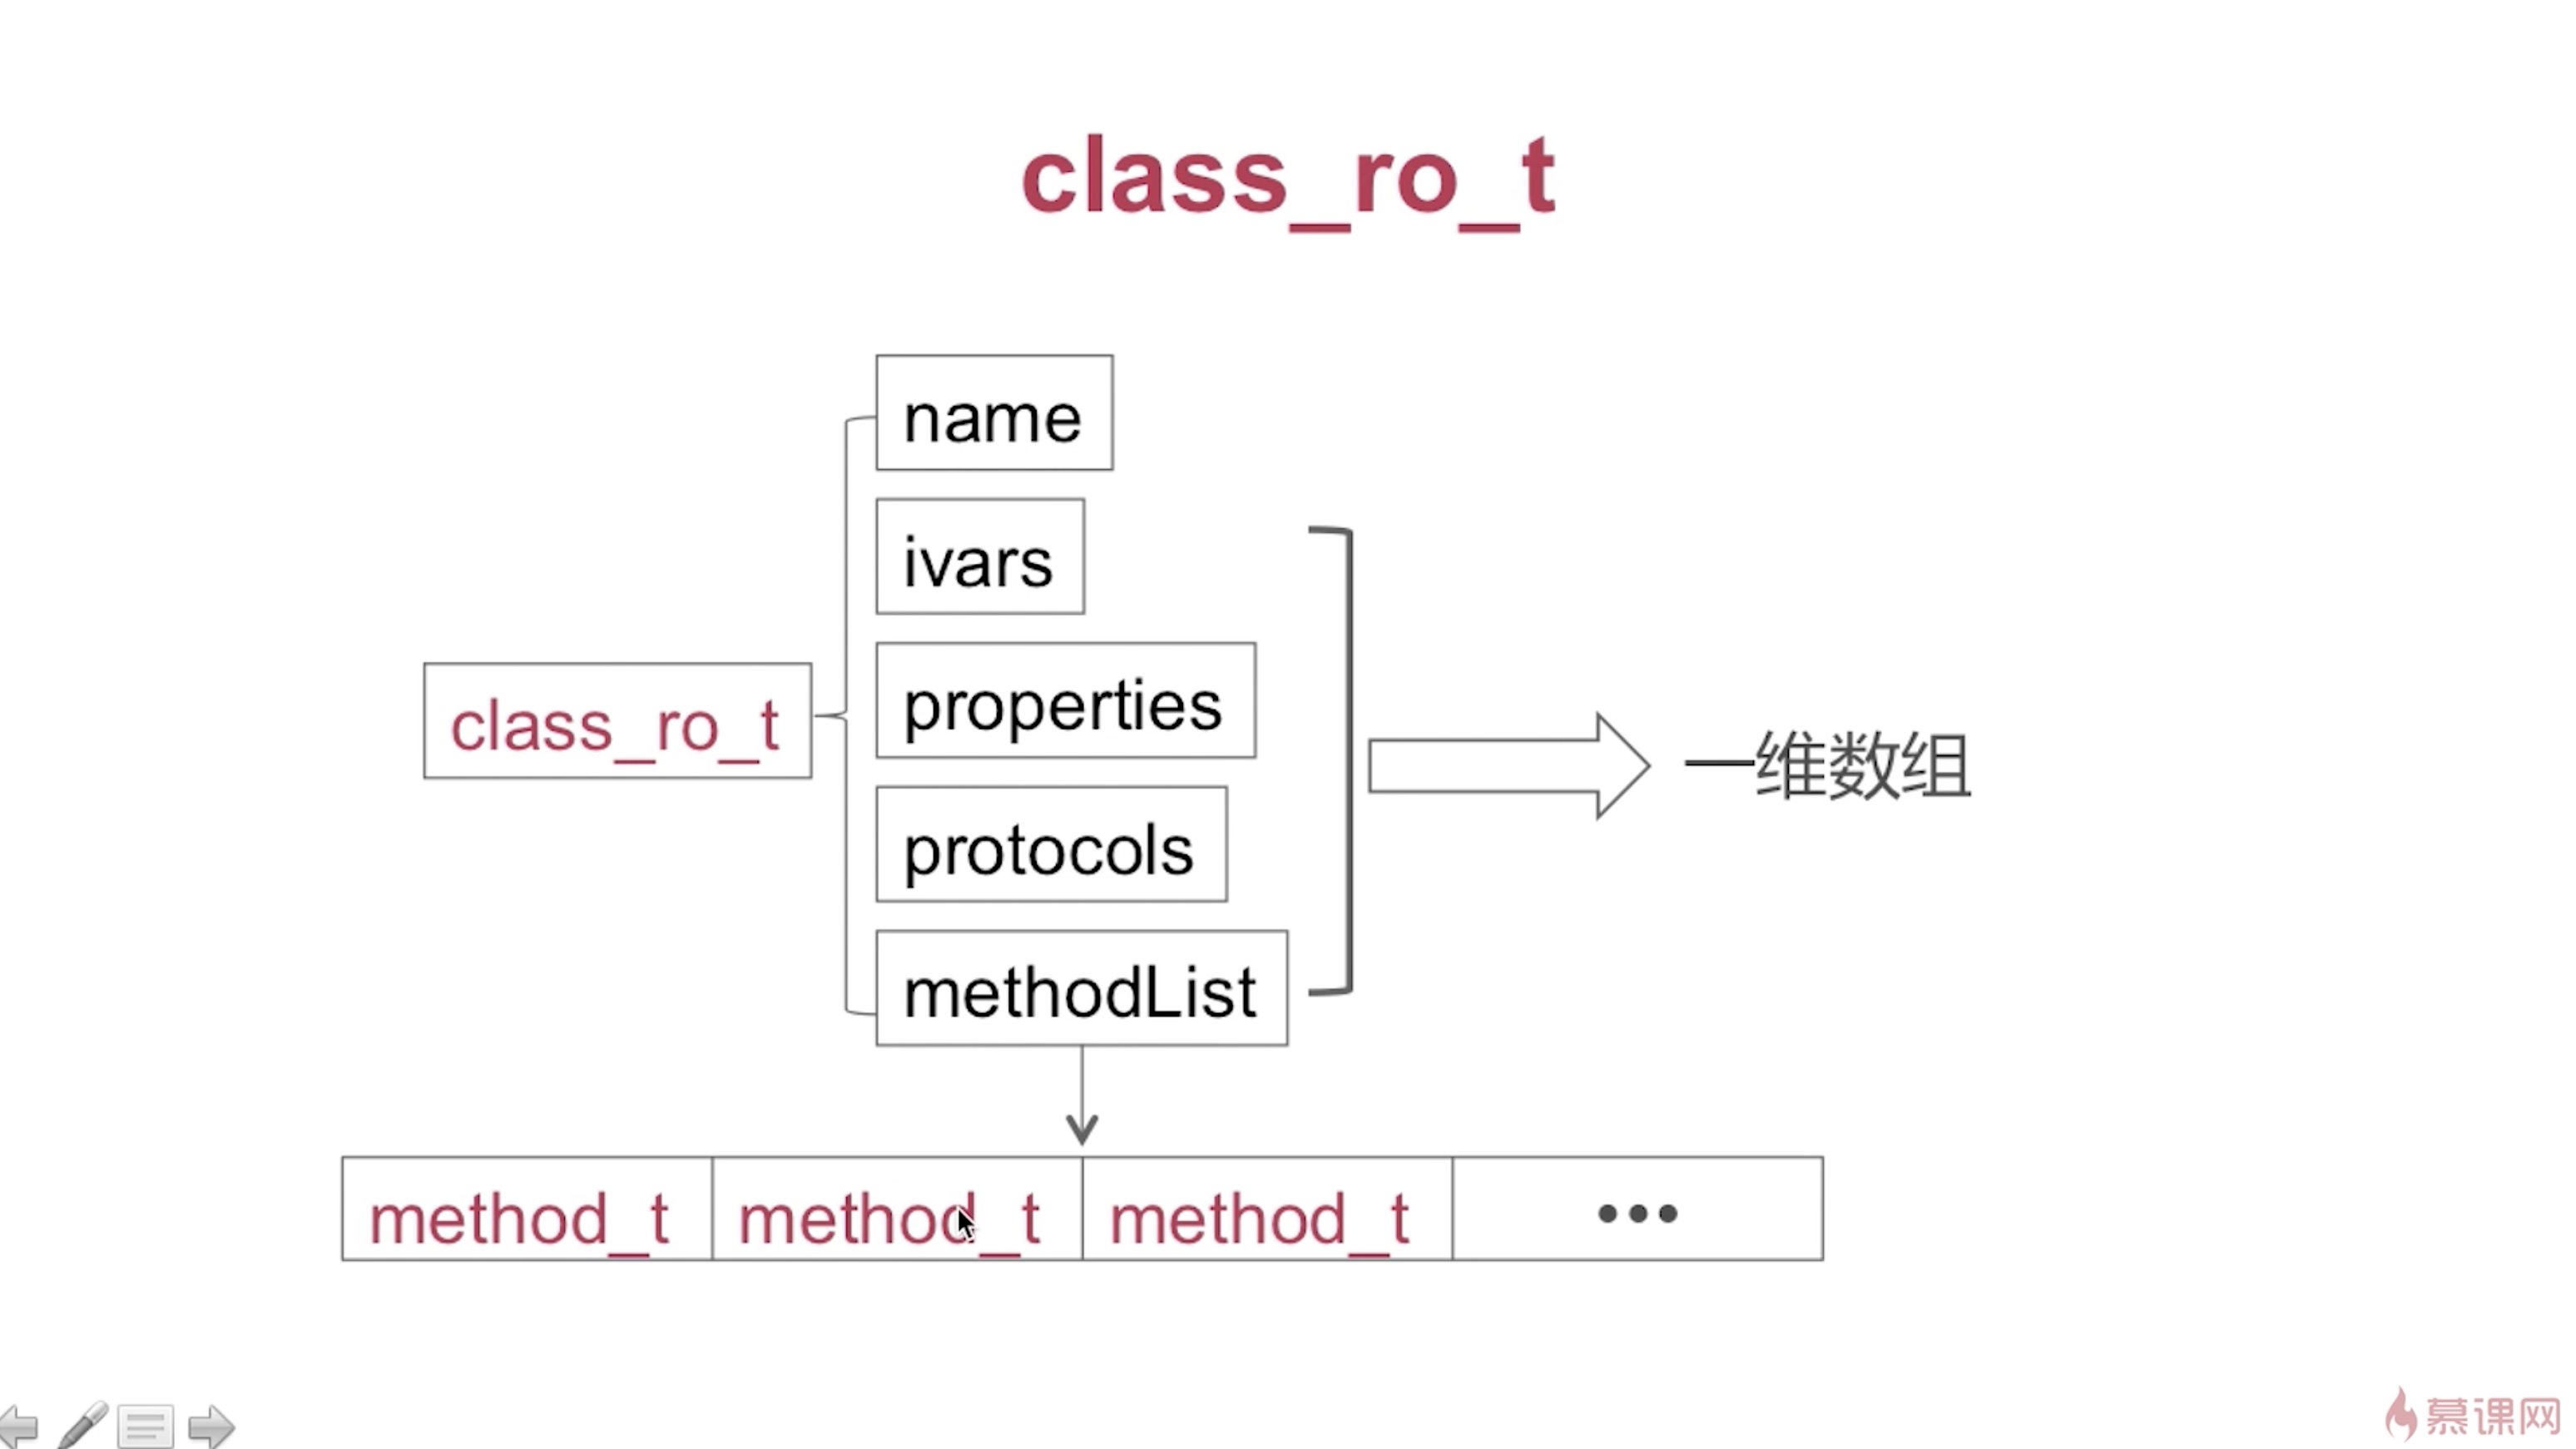 class_ro_t
name
ivars
properties
protocols
methodList
class_ro_t
一维数组
method_t method_t method_t •••
慕课网